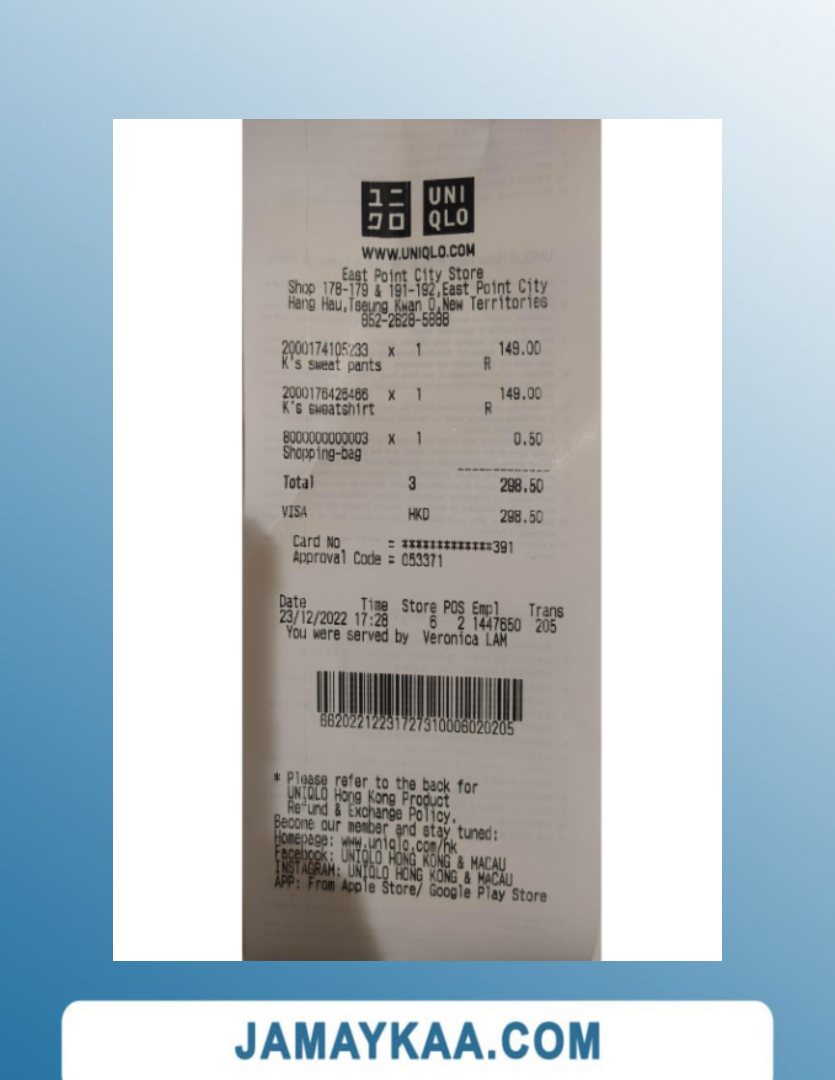 ユニ UNI
クロ QLO
WWW.UNIQLO.COM
East Point City Store
Shop 178-179 & 191-192,East Point City
Hang Hau,Tseung Kwan O,New Territories
852-2628-5888
2000174105233 x 1 149.00
K's sweat pants R
2000176426466 x 1 149.00
K's sweatshirt R
8000000000003 x 1 0.50
Shopping-bag
Total 3 298.50
VISA HKD 298.50
Card No = *************391
Approval Code = 053371
Date Time Store POS Empl Trans
23/12/2022 17:28 6 2 1447650 205
You were served by Veronica LAM
66202212231727310006020205
* Please refer to the back for
UNIQLO Hong Kong Product
Refund & Exchange Policy.
Become our member and stay tuned:
Homepage: www.uniqlo.com/hk
Facebook: UNIQLO HONG KONG & MACAU
INSTAGRAM: UNIQLO HONG KONG & MACAU
APP: From Apple Store/ Google Play Store
JAMAYKAA.COM